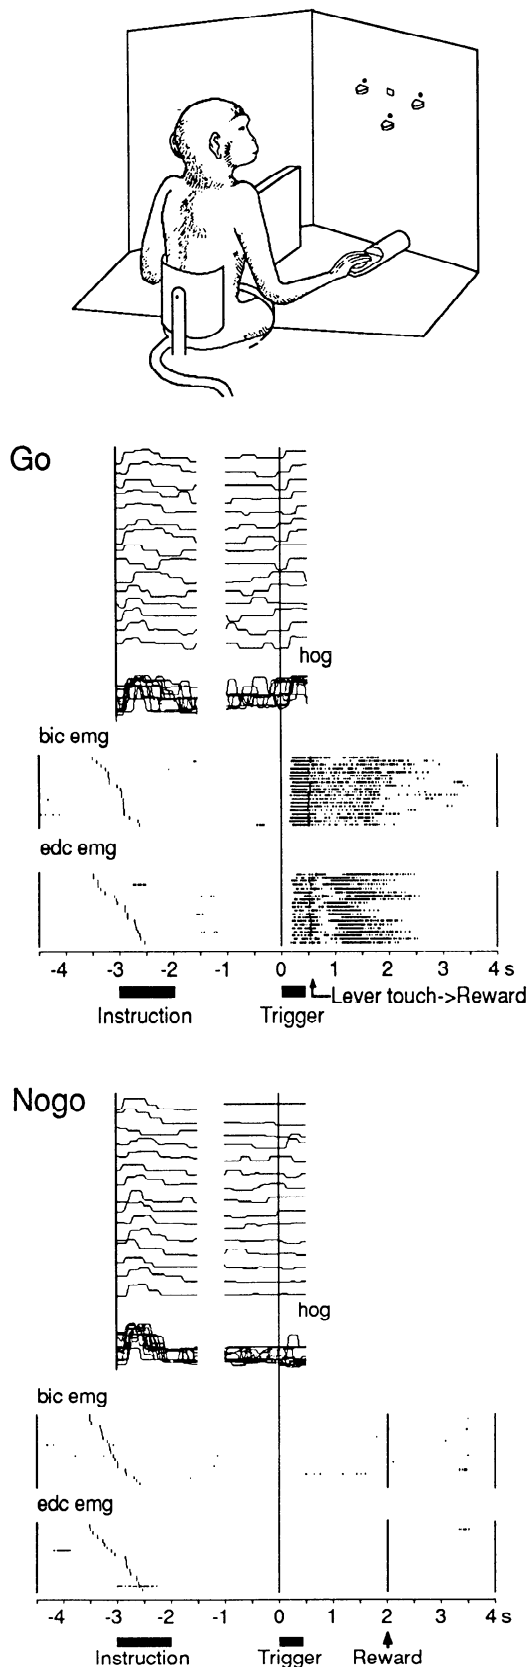 Go
hog
bic emg
edc emg
-4 -3 -2 -1 0 1 2 3 4 s
Instruction Trigger Lever touch->Reward
Nogo
hog
bic emg
edc emg
-4 -3 -2 -1 0 1 2 3 4 s
Instruction Trigger Reward